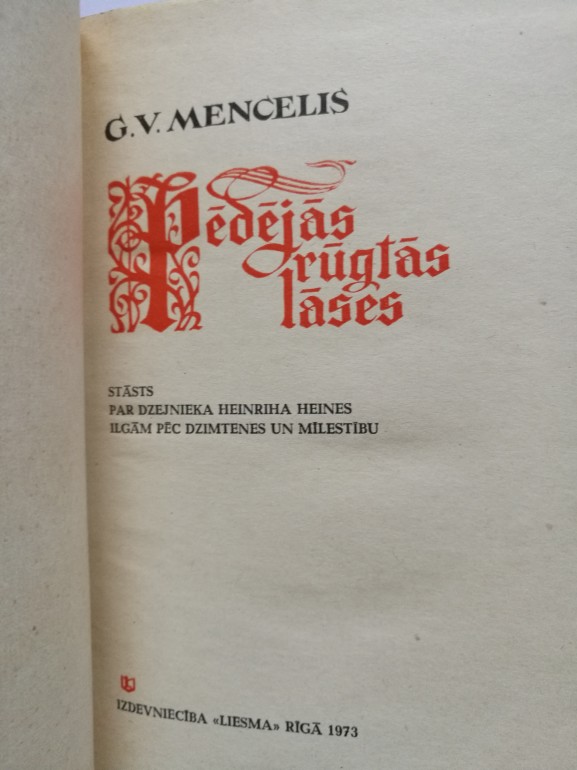 G.V. MENCELIS
Pēdējās
rūgtās
lāses
STĀSTS
PAR DZEJNIEKA HEINRIHA HEINES
ILGĀM PĒC DZIMTENES UN MĪLESTĪBU
IZDEVNIECĪBA «LIESMA» RĪGĀ 1973